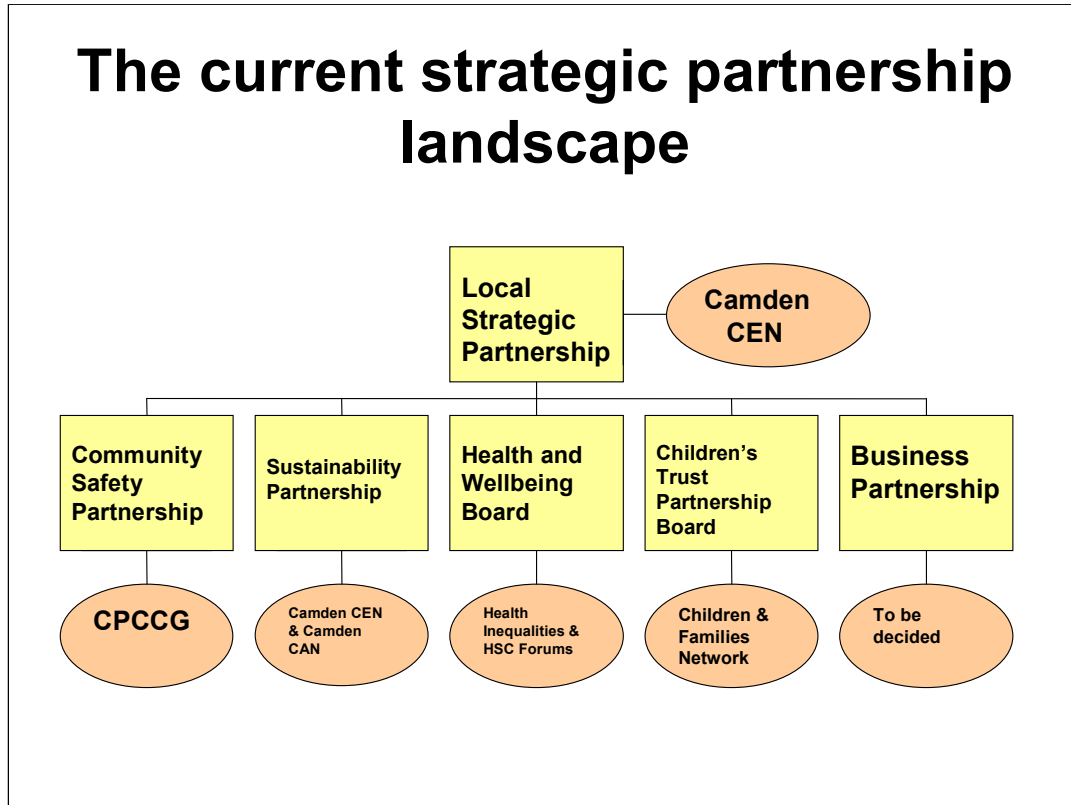 The current strategic partnership
landscape
Local
Strategic
Partnership
Camden
CEN
Community
Safety
Partnership
Sustainability
Partnership
Health and
Wellbeing
Board
Children's
Trust
Partnership
Board
Business
Partnership
CPCCG
Camden CEN
& Camden
CAN
Health
Inequalities &
HSC Forums
Children &
Families
Network
To be
decided